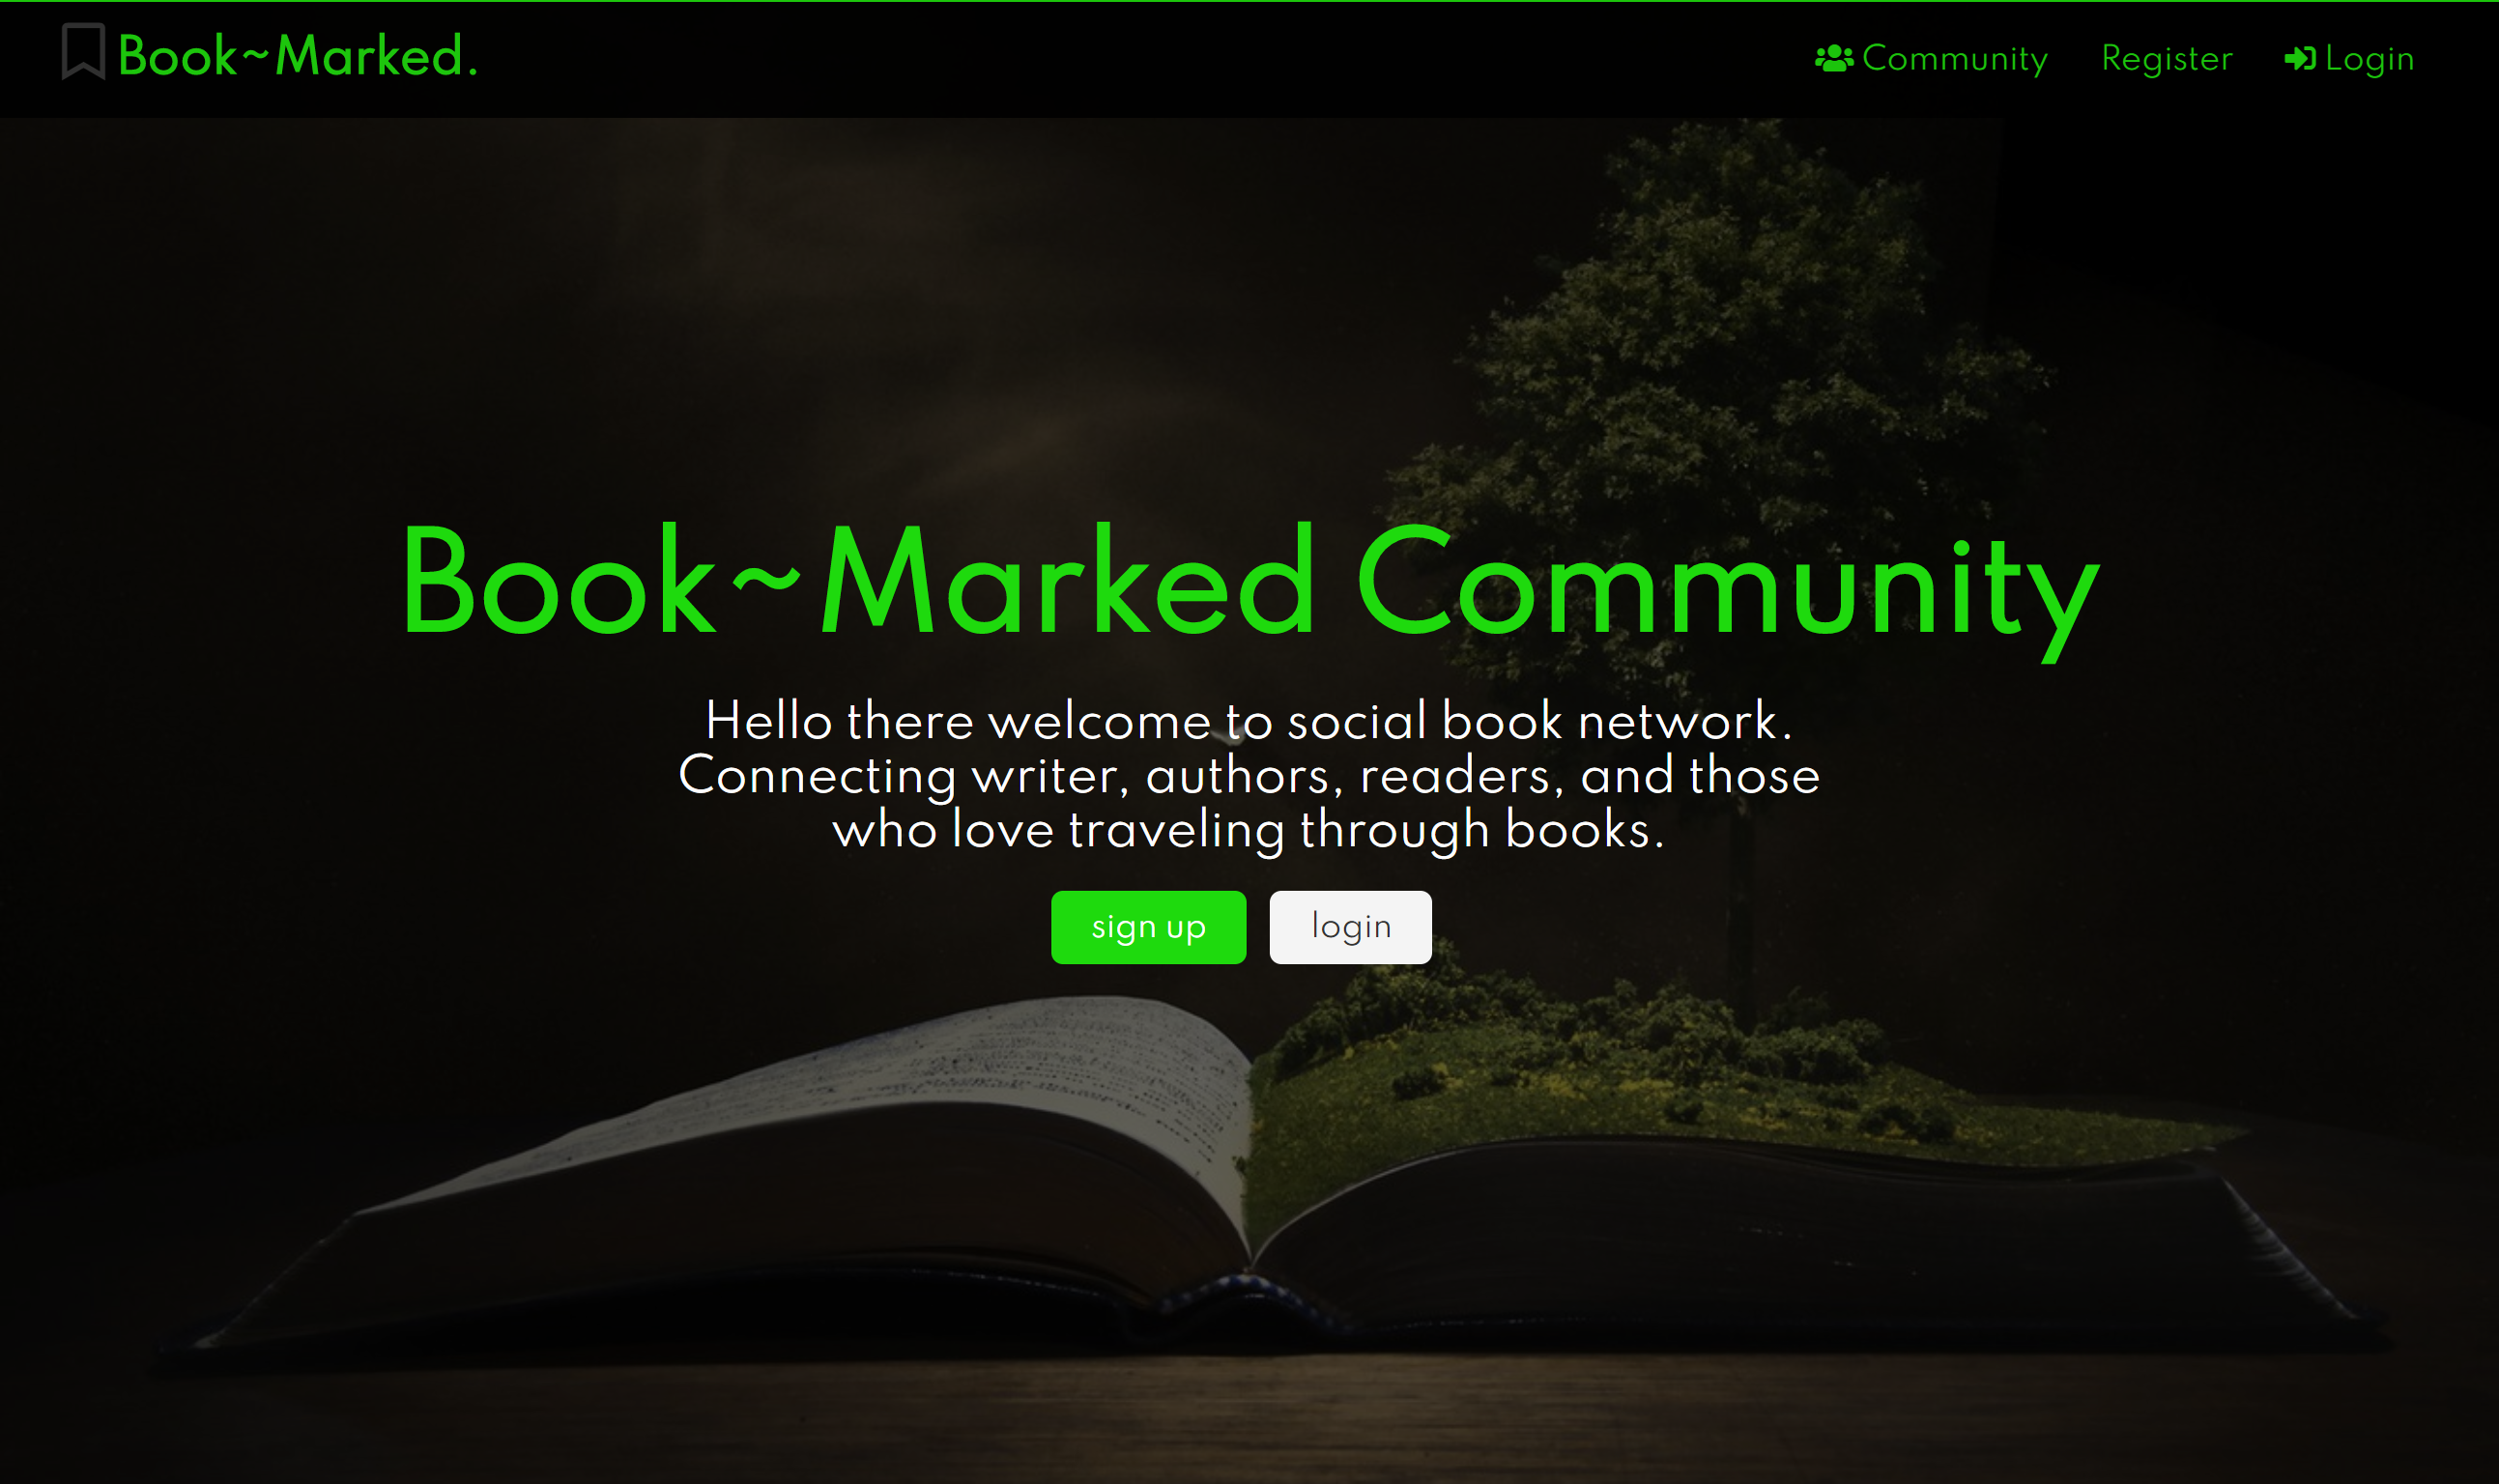 Book~Marked.
Community
Register
Login
Book~Marked Community
Hello there welcome to social book network.
Connecting writer, authors, readers, and those
who love traveling through books.
sign up
login